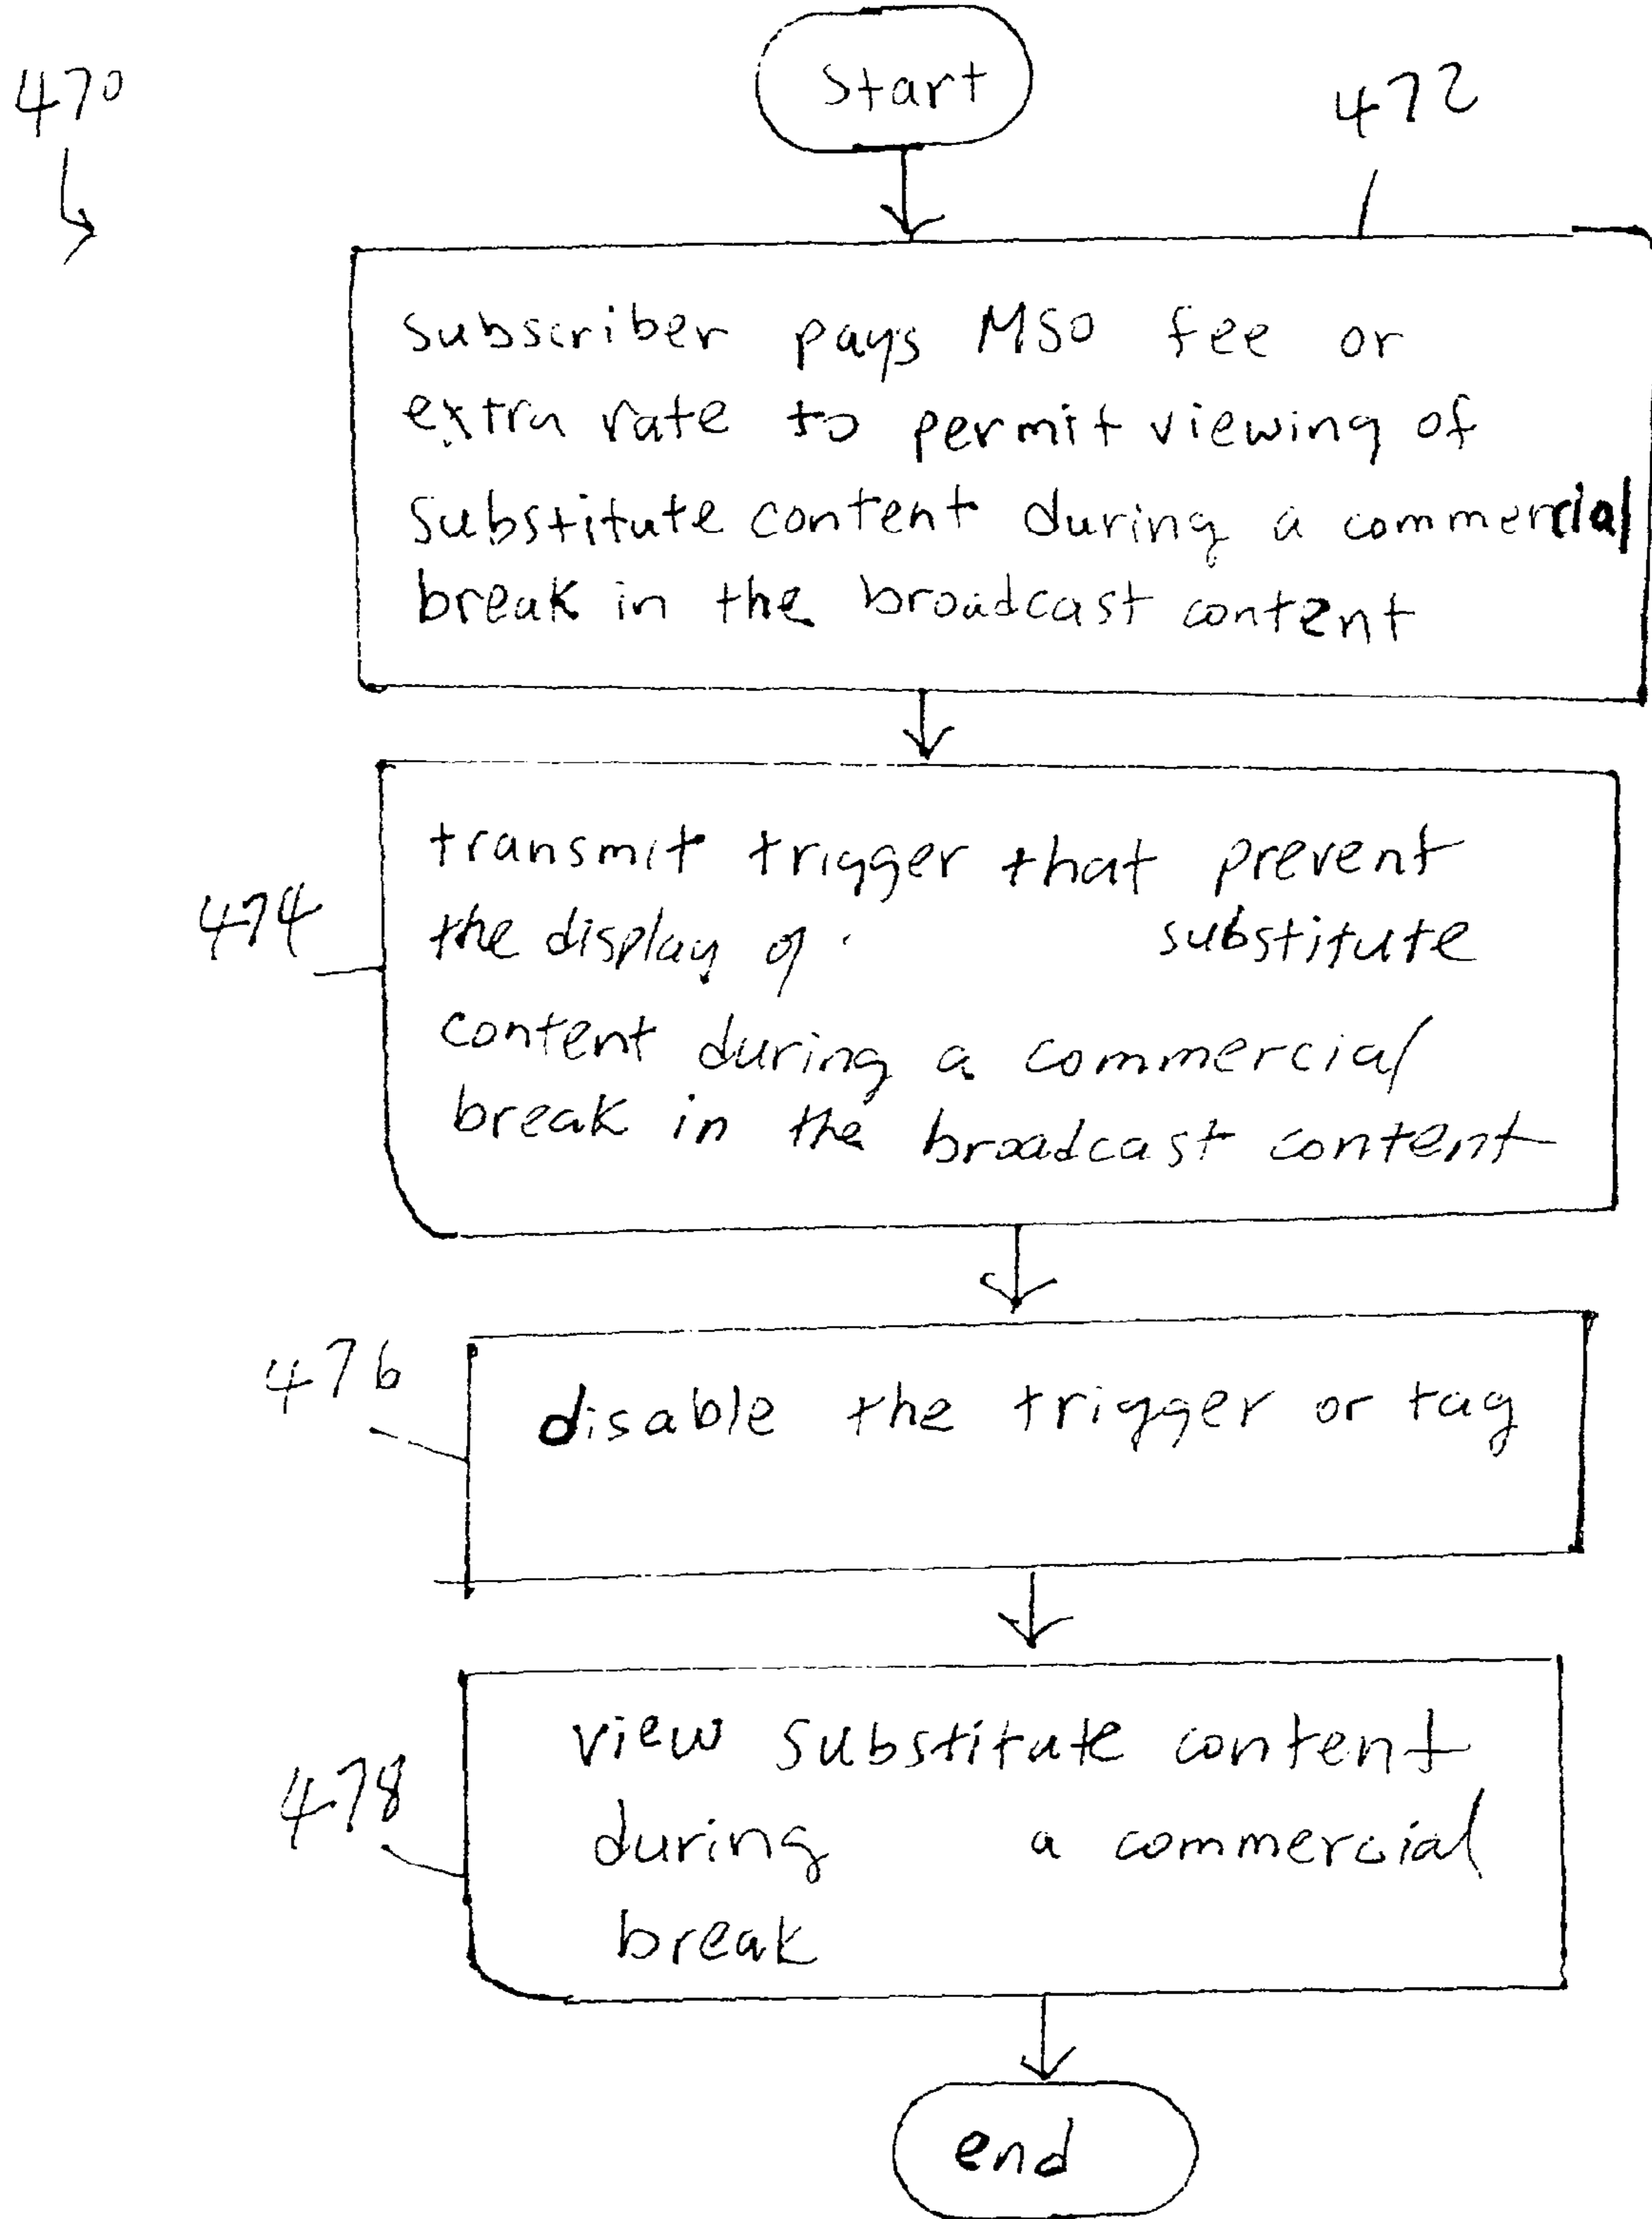 470
Start
472
subscriber pays MSO fee or
extra rate to permit viewing of
substitute content during a commercial
break in the broadcast content
474
transmit trigger that prevent
the display of substitute
content during a commercial
break in the broadcast content
476
disable the trigger or tag
478
view substitute content
during a commercial
break
end